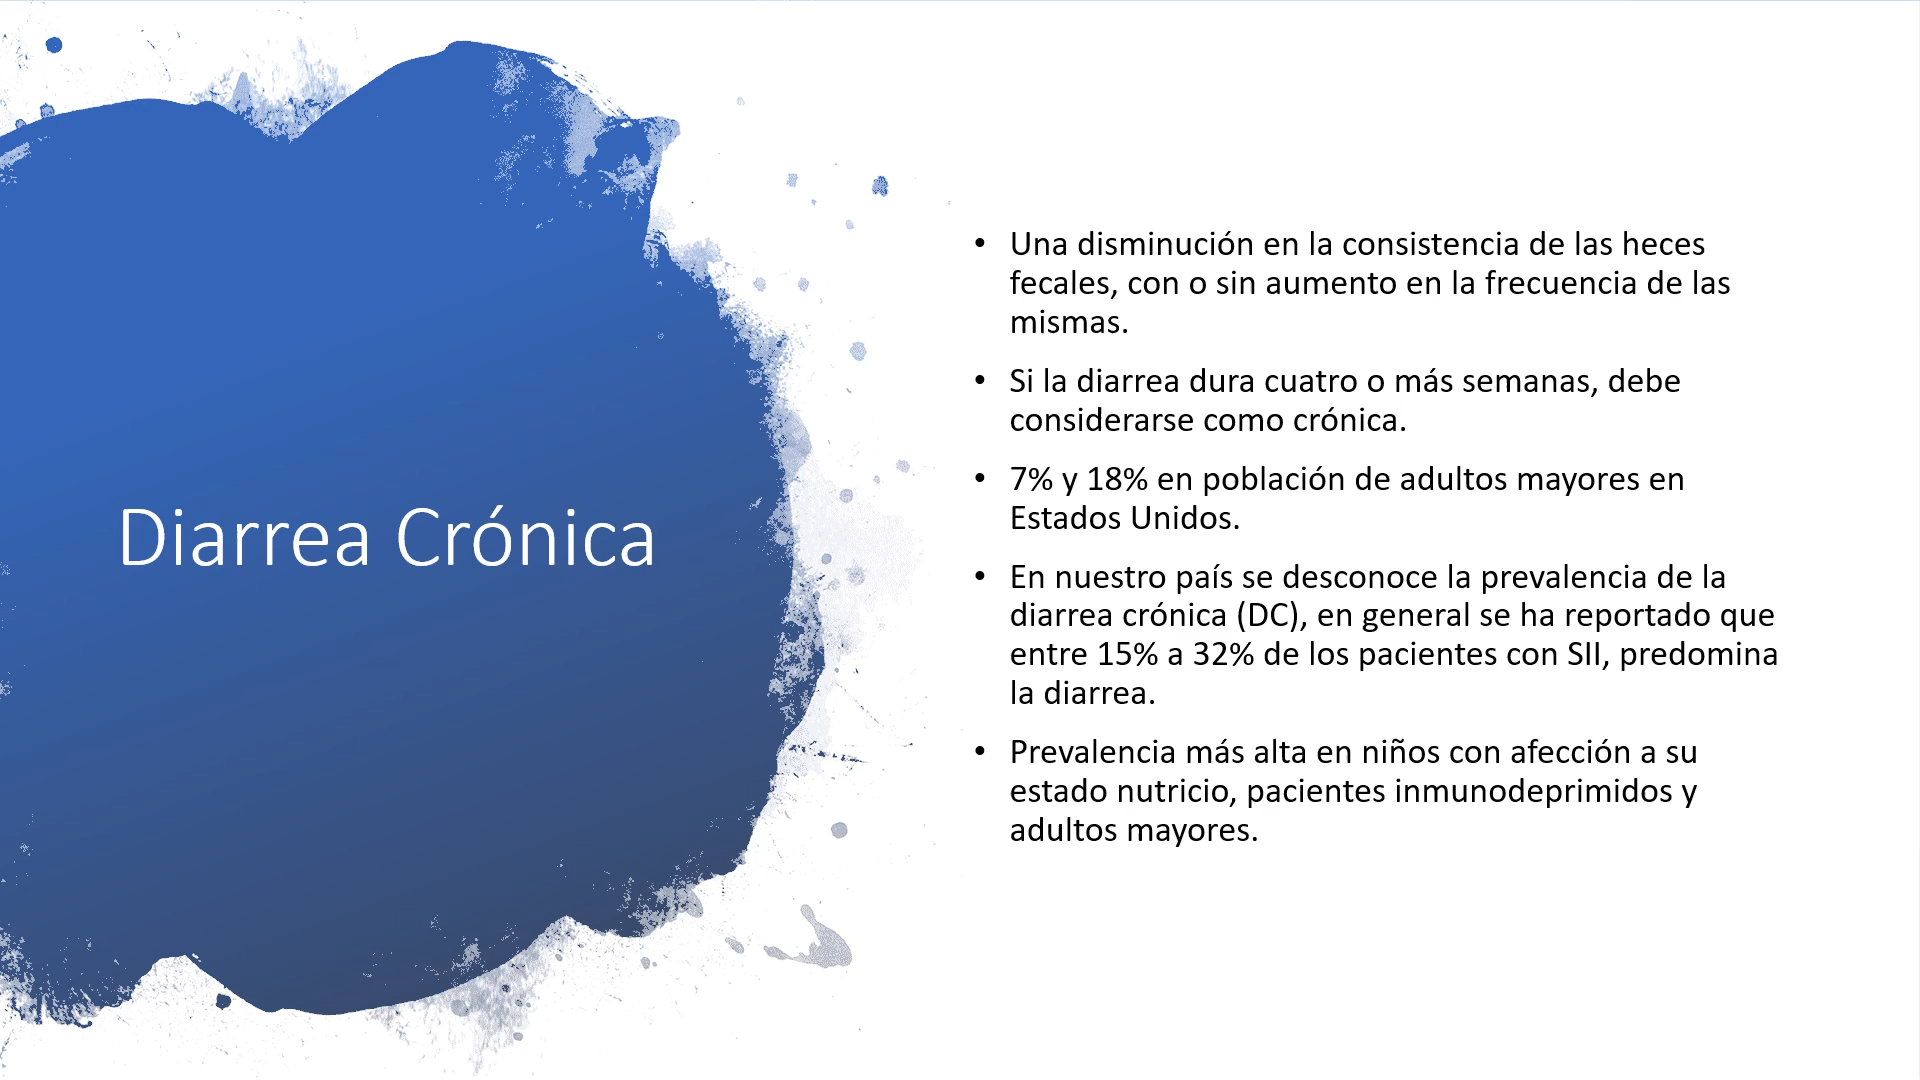 Diarrea Crónica
• Una disminución en la consistencia de las heces
fecales, con o sin aumento en la frecuencia de las
mismas.
• Si la diarrea dura cuatro o más semanas, debe
considerarse como crónica.
• 7% y 18% en población de adultos mayores en
Estados Unidos.
• En nuestro país se desconoce la prevalencia de la
diarrea crónica (DC), en general se ha reportado que
entre 15% a 32% de los pacientes con SII, predomina
la diarrea.
• Prevalencia más alta en niños con afección a su
estado nutricio, pacientes inmunodeprimidos y
adultos mayores.